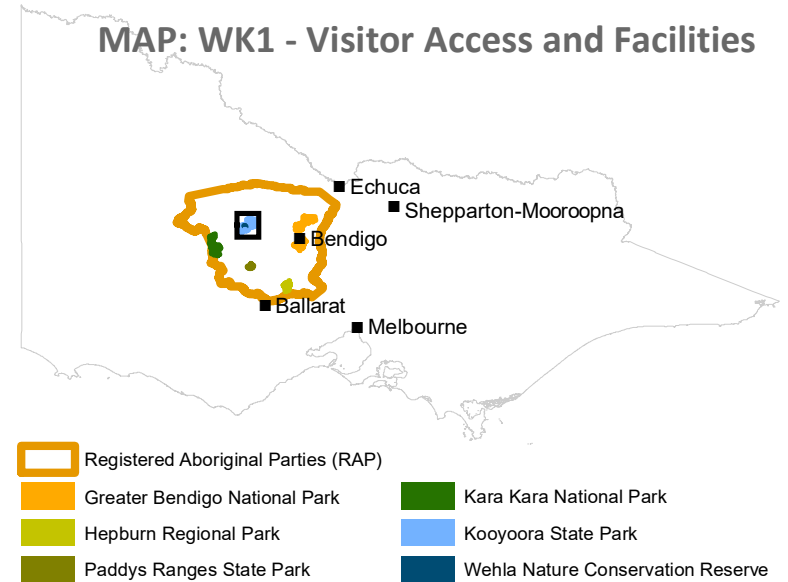 MAP: WK1 - Visitor Access and Facilities
Echuca
Shepparton-Mooroopna
Bendigo
Ballarat
Melbourne
Registered Aboriginal Parties (RAP)
Greater Bendigo National Park
Kara Kara National Park
Hepburn Regional Park
Kooyoora State Park
Paddys Ranges State Park
Wehla Nature Conservation Reserve